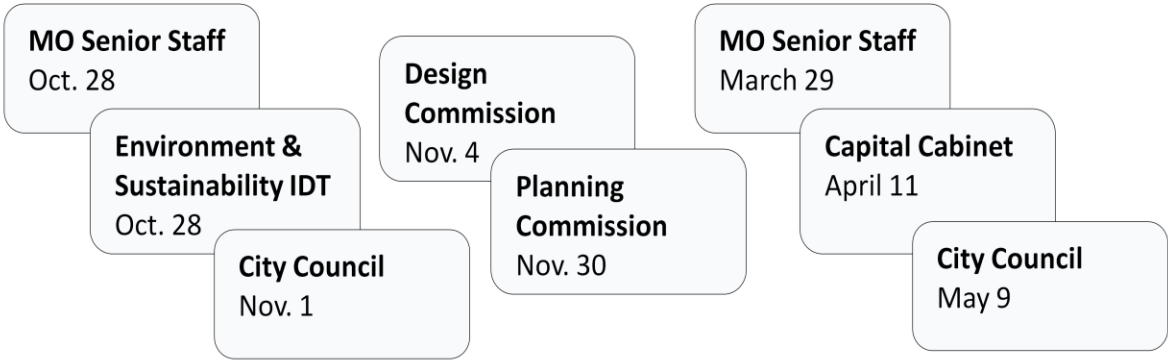 MO Senior Staff
Oct. 28
Environment &
Sustainability IDT
Oct. 28
City Council
Nov. 1
Design
Commission
Nov. 4
Planning
Commission
Nov. 30
MO Senior Staff
March 29
Capital Cabinet
April 11
City Council
May 9